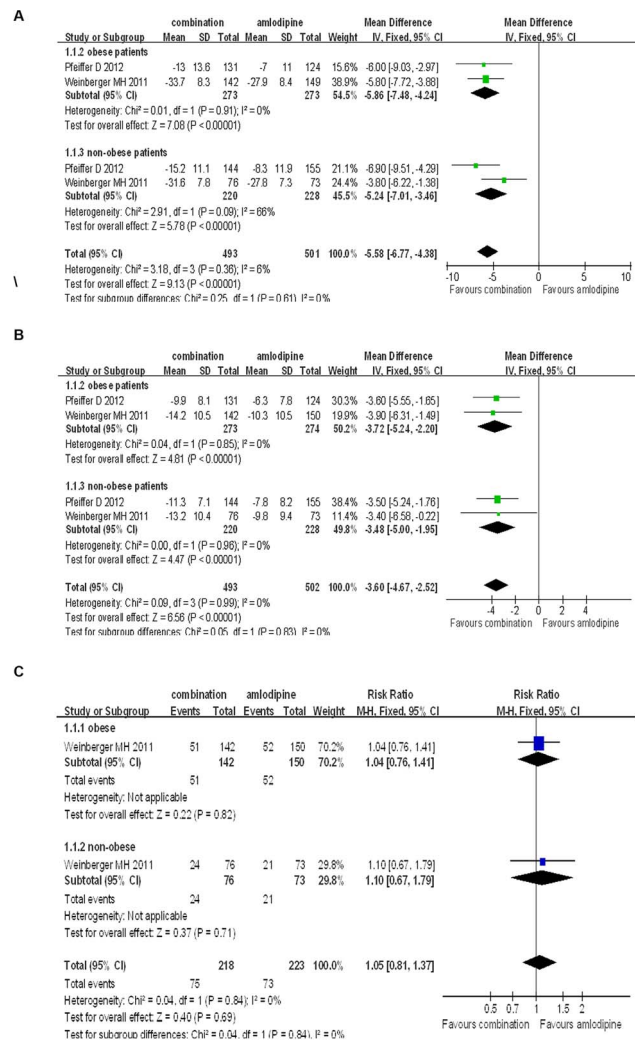 A
combination amlodipine Mean Difference Mean Difference
Study or Subgroup Mean SD Total Mean SD Total Weight IV, Fixed, 95% CI IV, Fixed, 95% CI
1.1.2 obese patients
Pfeiffer D 2012 -13 13.6 131 -7 11 124 15.6% -6.00 [-9.03, -2.97]
Weinberger MH 2011 -33.7 8.3 142 -27.9 8.4 149 38.9% -5.80 [-7.72, -3.88]
Subtotal (95% CI) 273 273 54.5% -5.86 [-7.48, -4.24]
Heterogeneity: Chi² = 0.01, df = 1 (P = 0.91); I² = 0%
Test for overall effect: Z = 7.08 (P < 0.00001)
1.1.3 non-obese patients
Pfeiffer D 2012 -15.2 11.1 144 -8.3 11.9 155 21.1% -6.90 [-9.51, -4.29]
Weinberger MH 2011 -31.6 7.8 76 -27.8 7.3 73 24.4% -3.80 [-6.22, -1.38]
Subtotal (95% CI) 220 228 45.5% -5.24 [-7.01, -3.46]
Heterogeneity: Chi² = 2.91, df = 1 (P = 0.09); I² = 66%
Test for overall effect: Z = 5.78 (P < 0.00001)
Total (95% CI) 493 501 100.0% -5.58 [-6.77, -4.38]
Heterogeneity: Chi² = 3.18, df = 3 (P = 0.36); I² = 6%
\ Test for overall effect: Z = 9.13 (P < 0.00001)
Test for subgroup differences: Chi² = 0.25, df = 1 (P = 0.61), I² = 0%
-10 -5 0 5 10
Favours combination Favours amlodipine
B
combination amlodipine Mean Difference Mean Difference
Study or Subgroup Mean SD Total Mean SD Total Weight IV, Fixed, 95% CI IV, Fixed, 95% CI
1.1.2 obese patients
Pfeiffer D 2012 -9.9 8.1 131 -6.3 7.8 124 30.3% -3.60 [-5.55, -1.65]
Weinberger MH 2011 -14.2 10.5 142 -10.3 10.5 150 19.9% -3.90 [-6.31, -1.49]
Subtotal (95% CI) 273 274 50.2% -3.72 [-5.24, -2.20]
Heterogeneity: Chi² = 0.04, df = 1 (P = 0.85); I² = 0%
Test for overall effect: Z = 4.81 (P < 0.00001)
1.1.3 non-obese patients
Pfeiffer D 2012 -11.3 7.1 144 -7.8 8.2 155 38.4% -3.50 [-5.24, -1.76]
Weinberger MH 2011 -13.2 10.4 76 -9.8 9.4 73 11.4% -3.40 [-6.58, -0.22]
Subtotal (95% CI) 220 228 49.8% -3.48 [-5.00, -1.95]
Heterogeneity: Chi² = 0.00, df = 1 (P = 0.96); I² = 0%
Test for overall effect: Z = 4.47 (P < 0.00001)
Total (95% CI) 493 502 100.0% -3.60 [-4.67, -2.52]
Heterogeneity: Chi² = 0.09, df = 3 (P = 0.99); I² = 0%
Test for overall effect: Z = 6.56 (P < 0.00001)
Test for subgroup differences: Chi² = 0.05, df = 1 (P = 0.83), I² = 0%
-4 -2 0 2 4
Favours combination Favours amlodipine
C
combination amlodipine Risk Ratio Risk Ratio
Study or Subgroup Events Total Events Total Weight M-H, Fixed, 95% CI M-H, Fixed, 95% CI
1.1.1 obese
Weinberger MH 2011 51 142 52 150 70.2% 1.04 [0.76, 1.41]
Subtotal (95% CI) 142 150 70.2% 1.04 [0.76, 1.41]
Total events 51 52
Heterogeneity: Not applicable
Test for overall effect: Z = 0.22 (P = 0.82)
1.1.2 non-obese
Weinberger MH 2011 24 76 21 73 29.8% 1.10 [0.67, 1.79]
Subtotal (95% CI) 76 73 29.8% 1.10 [0.67, 1.79]
Total events 24 21
Heterogeneity: Not applicable
Test for overall effect: Z = 0.37 (P = 0.71)
Total (95% CI) 218 223 100.0% 1.05 [0.81, 1.37]
Total events 75 73
Heterogeneity: Chi² = 0.04, df = 1 (P = 0.84); I² = 0%
Test for overall effect: Z = 0.40 (P = 0.69)
Test for subgroup differences: Chi² = 0.04, df = 1 (P = 0.84), I² = 0%
0.5 0.7 1 1.5 2
Favours combination Favours amlodipine